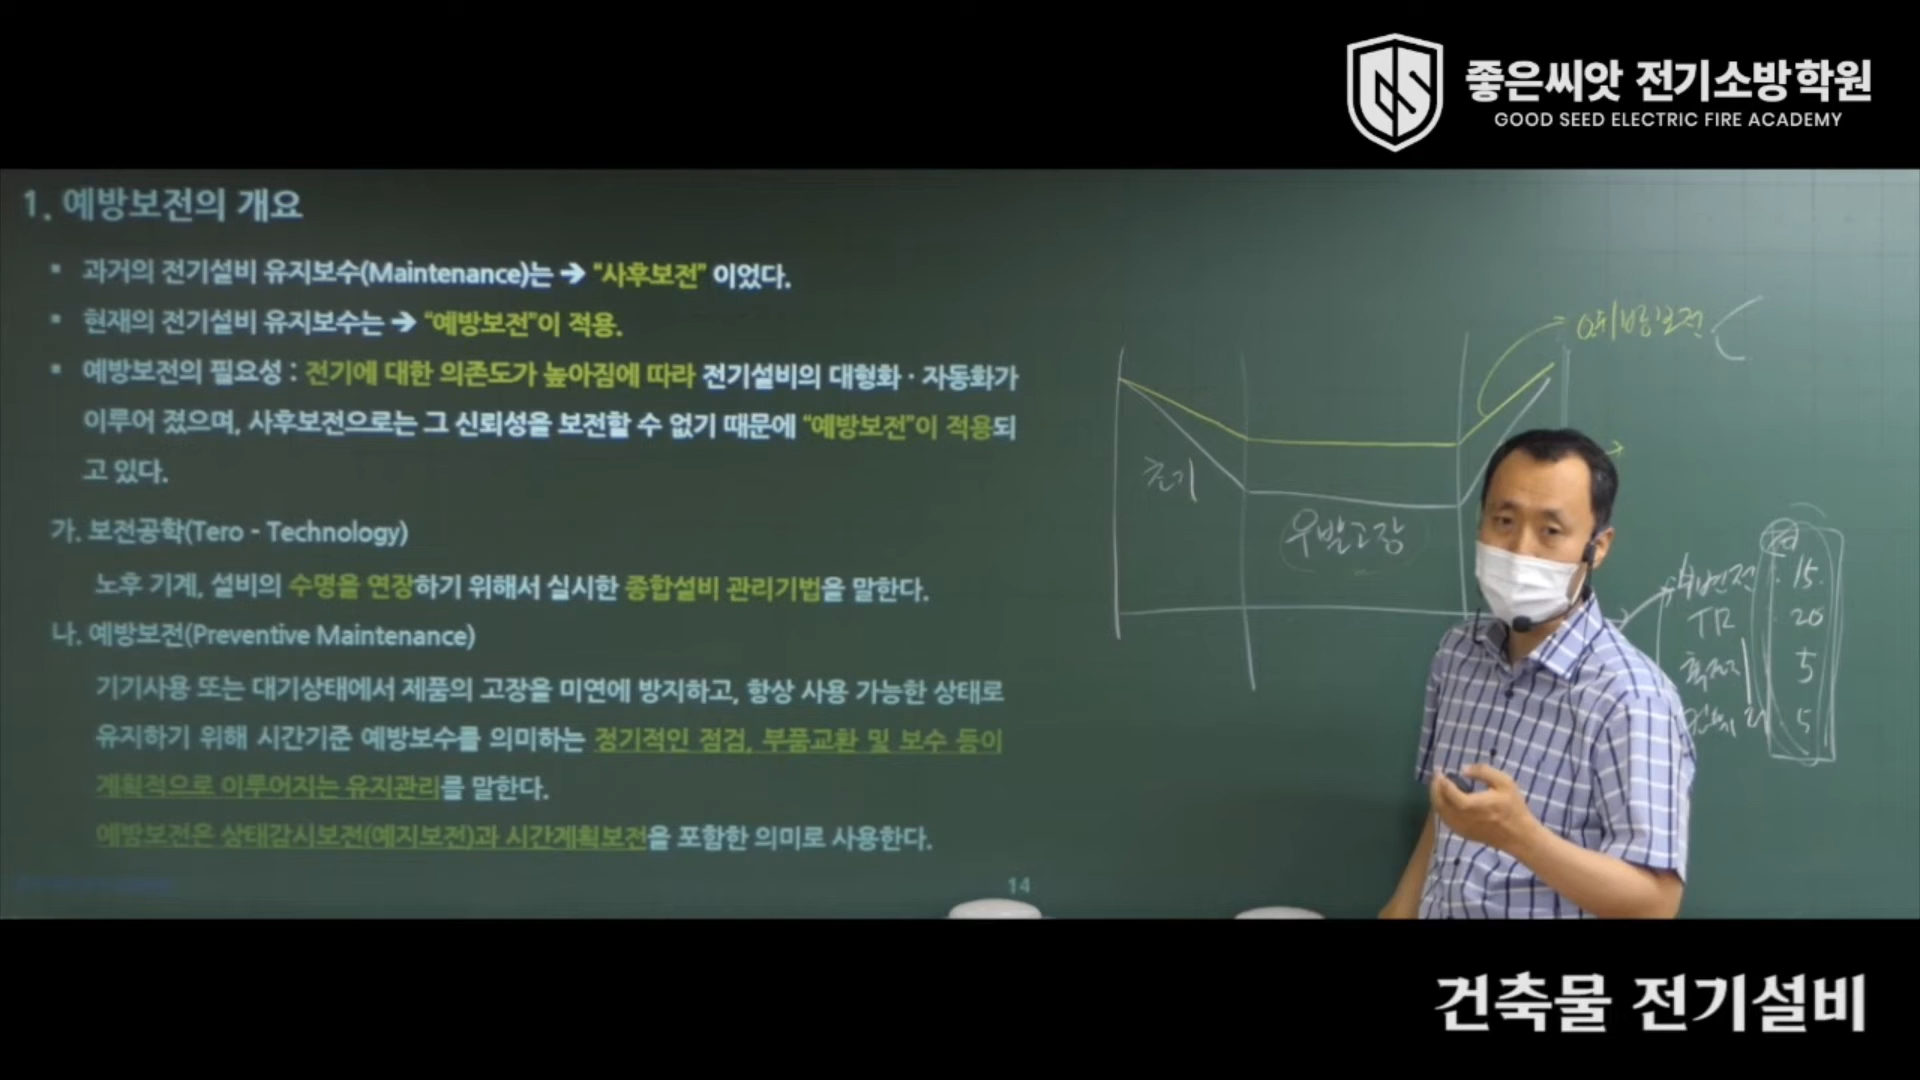 좋은씨앗 전기소방학원
GOOD SEED ELECTRIC FIRE ACADEMY
1. 예방보전의 개요
▪ 과거의 전기설비 유지보수(Maintenance)는 ➔ “사후보전” 이었다.
▪ 현재의 전기설비 유지보수는 ➔ “예방보전”이 적용.
▪ 예방보전의 필요성 : 전기에 대한 의존도가 높아짐에 따라 전기설비의 대형화 · 자동화가
이루어 졌으며, 사후보전으로는 그 신뢰성을 보전할 수 없기 때문에 “예방보전”이 적용되
고 있다.
가. 보전공학(Tero - Technology)
노후 기계, 설비의 수명을 연장하기 위해서 실시한 종합설비 관리기법을 말한다.
나. 예방보전(Preventive Maintenance)
기기사용 또는 대기상태에서 제품의 고장을 미연에 방지하고, 항상 사용 가능한 상태로
유지하기 위해 시간기준 예방보수를 의미하는 정기적인 점검, 부품교환 및 보수 등이
계획적으로 이루어지는 유지관리를 말한다.
예방보전은 상태감시보전(예지보전)과 시간계획보전을 포함한 의미로 사용한다.
14
예방보전
초기
우발고장
수변전 15
TR 20
축전지 5
5
건축물 전기설비